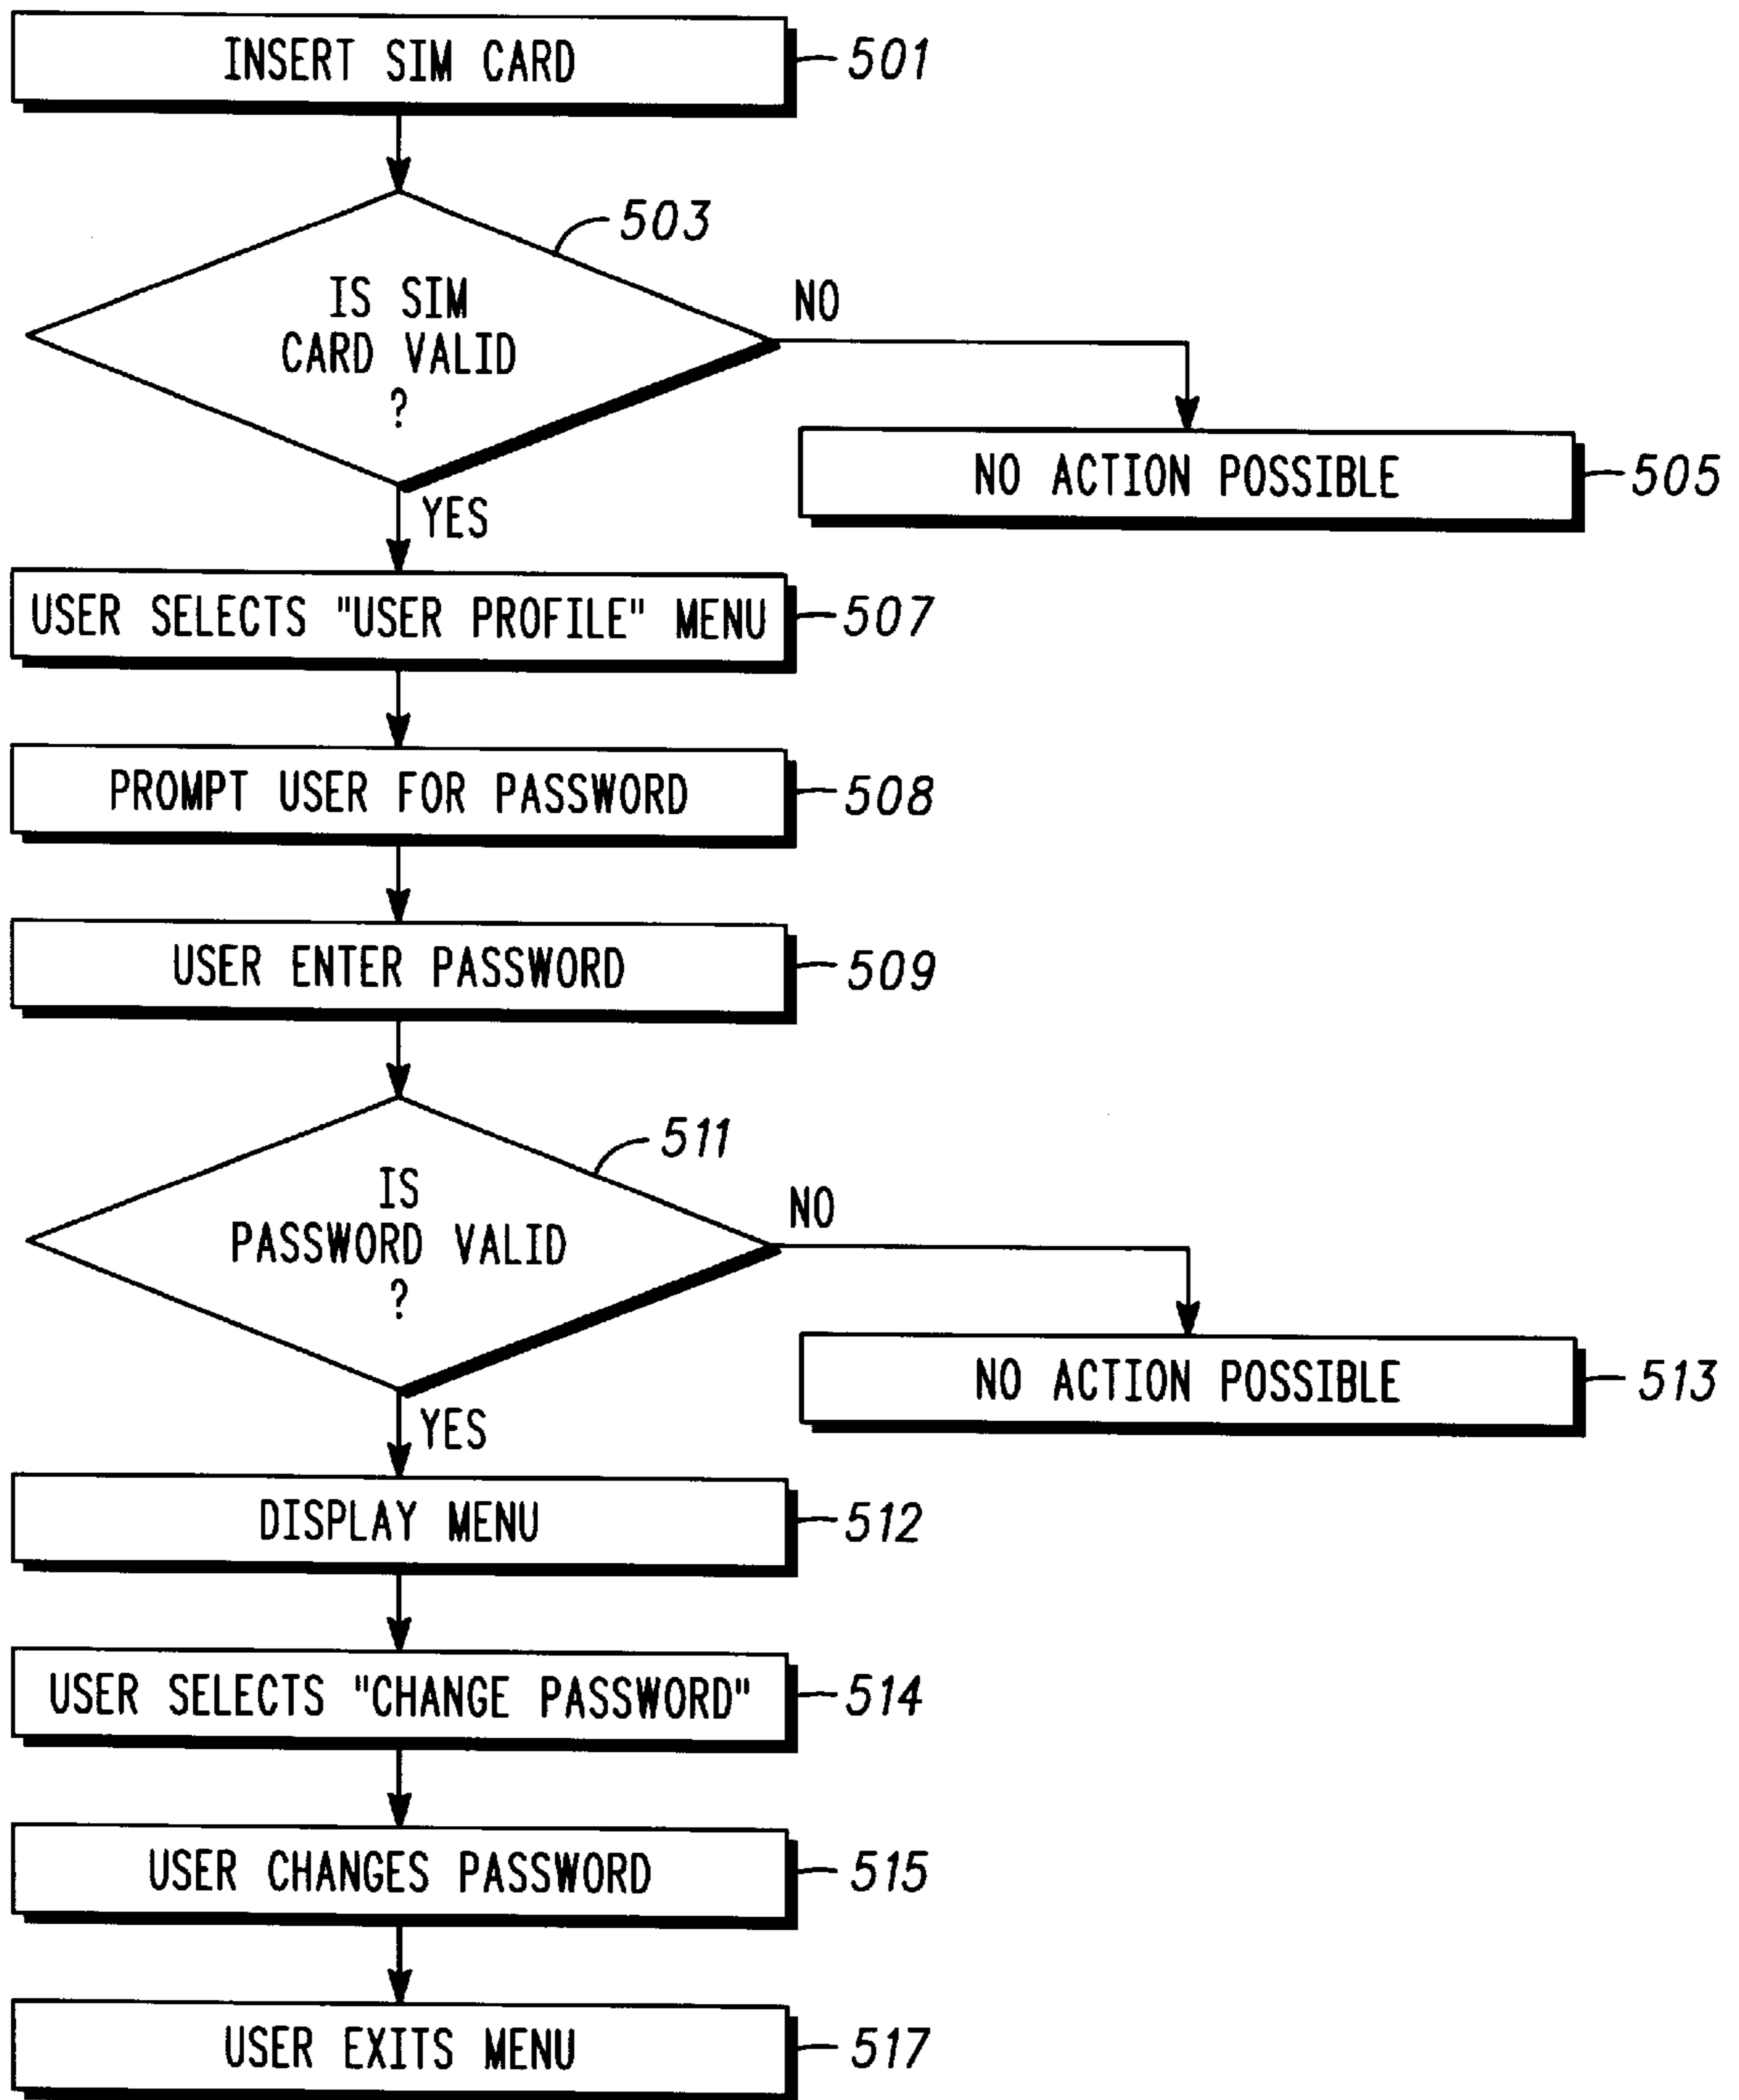 INSERT SIM CARD
501
503
IS SIM
CARD VALID
?
NO
NO ACTION POSSIBLE
505
YES
USER SELECTS "USER PROFILE" MENU
507
PROMPT USER FOR PASSWORD
508
USER ENTER PASSWORD
509
511
IS
PASSWORD VALID
?
NO
NO ACTION POSSIBLE
513
YES
DISPLAY MENU
512
USER SELECTS "CHANGE PASSWORD"
514
USER CHANGES PASSWORD
515
USER EXITS MENU
517